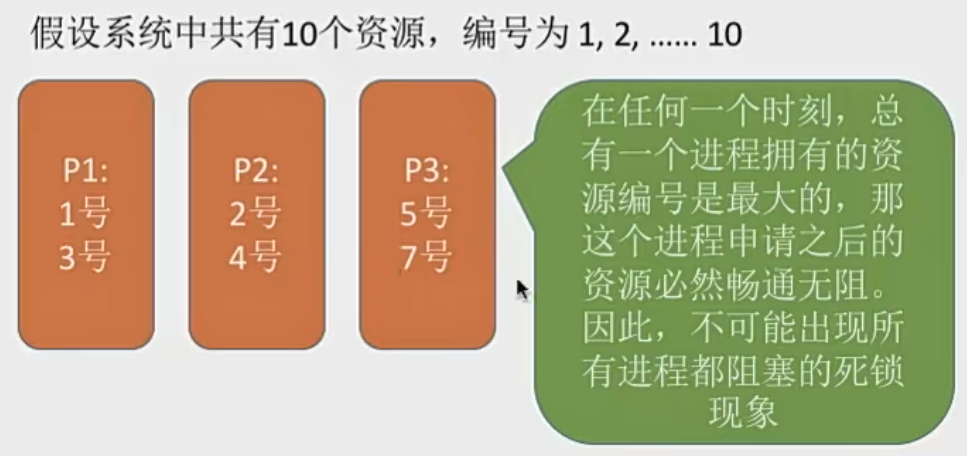 假设系统中共有10个资源，编号为 1, 2, …… 10
P1:
1号
3号
P2:
2号
4号
P3:
5号
7号
在任何一个时刻，总
有一个进程拥有的资
源编号是最大的，那
这个进程申请之后的
资源必然畅通无阻。
因此，不可能出现所
有进程都阻塞的死锁
现象